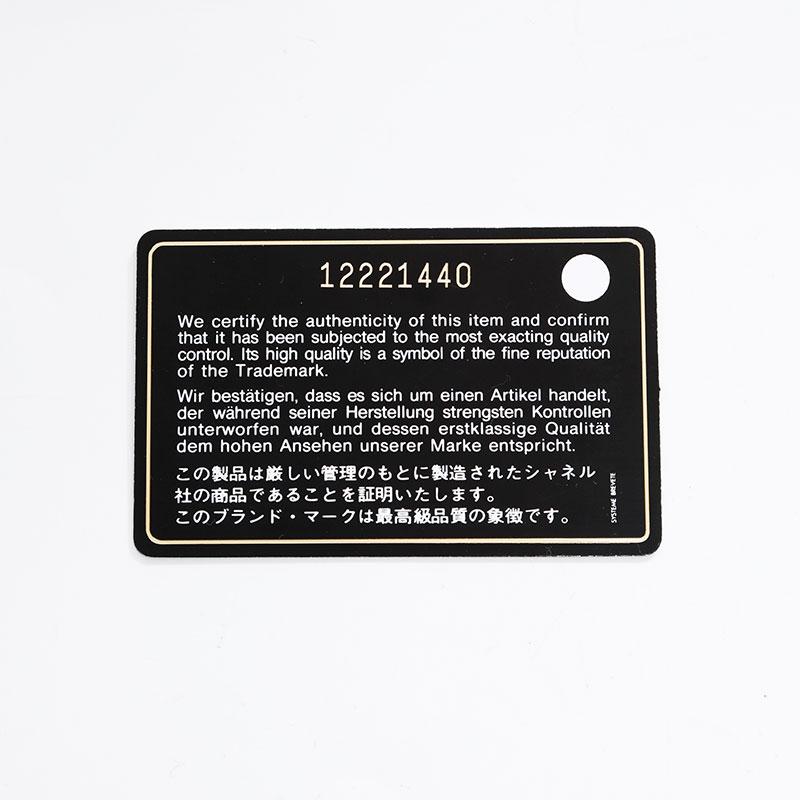 12221440
We certify the authenticity of this item and confirm
that it has been subjected to the most exacting quality
control. Its high quality is a symbol of the fine reputation
of the Trademark.
Wir bestätigen, dass es sich um einen Artikel handelt,
der während seiner Herstellung strengsten Kontrollen
unterworfen war, und dessen erstklassige Qualität
dem hohen Ansehen unserer Marke entspricht.
この製品は厳しい管理のもとに製造されたシャネル
社の商品であることを証明いたします。
このブランド・マークは最高級品質の象徴です。
SYSTEME BREVETE